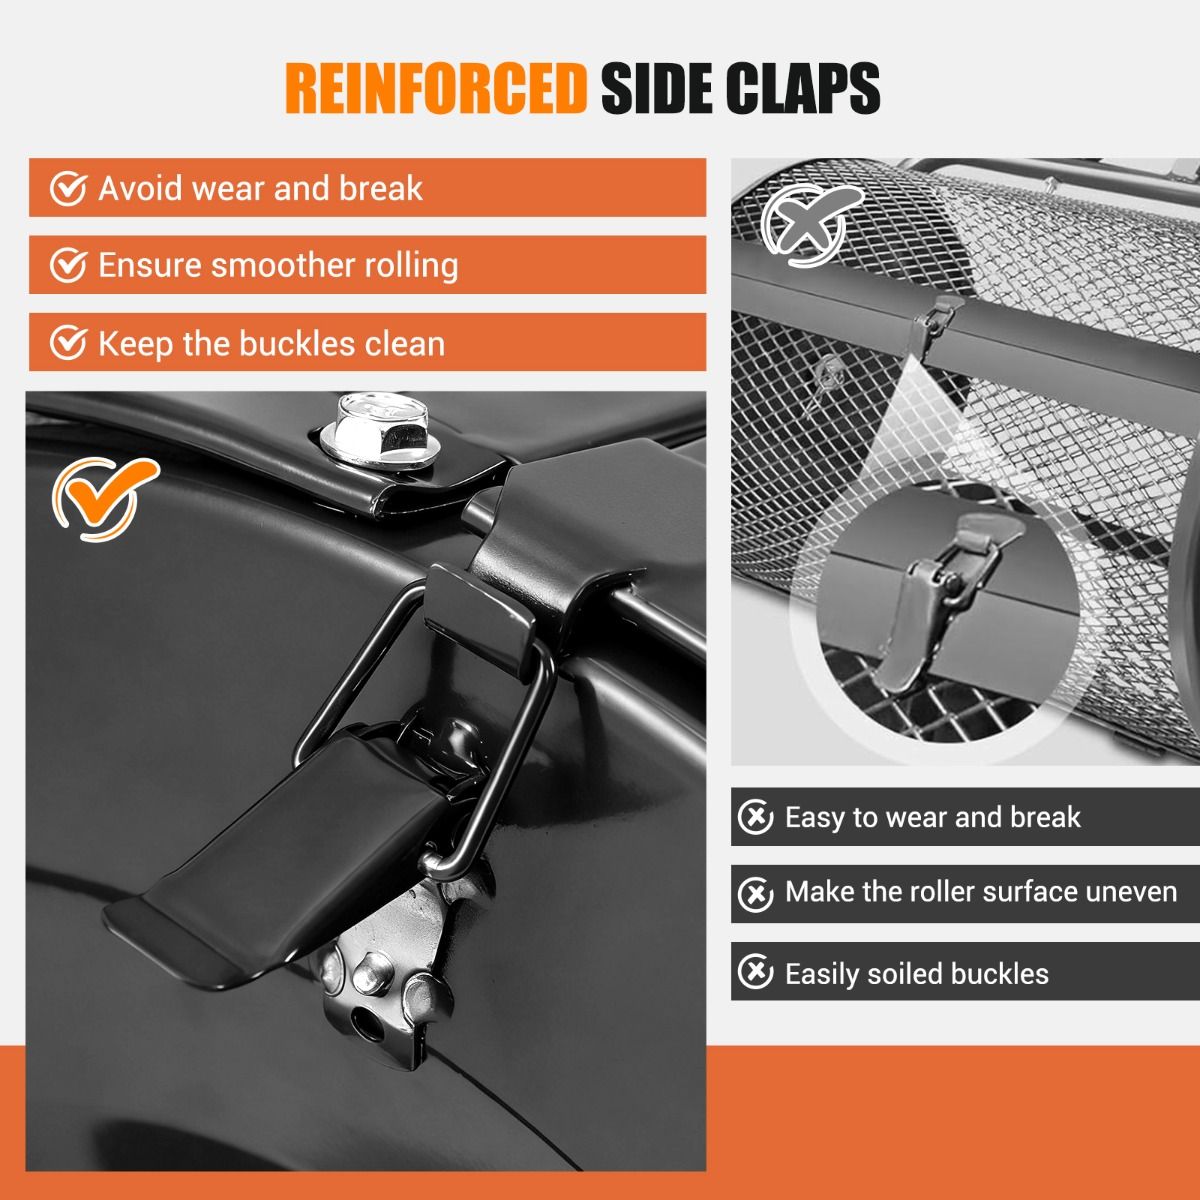 REINFORCED SIDE CLAPS
Avoid wear and break
Ensure smoother rolling
Keep the buckles clean
Easy to wear and break
Make the roller surface uneven
Easily soiled buckles